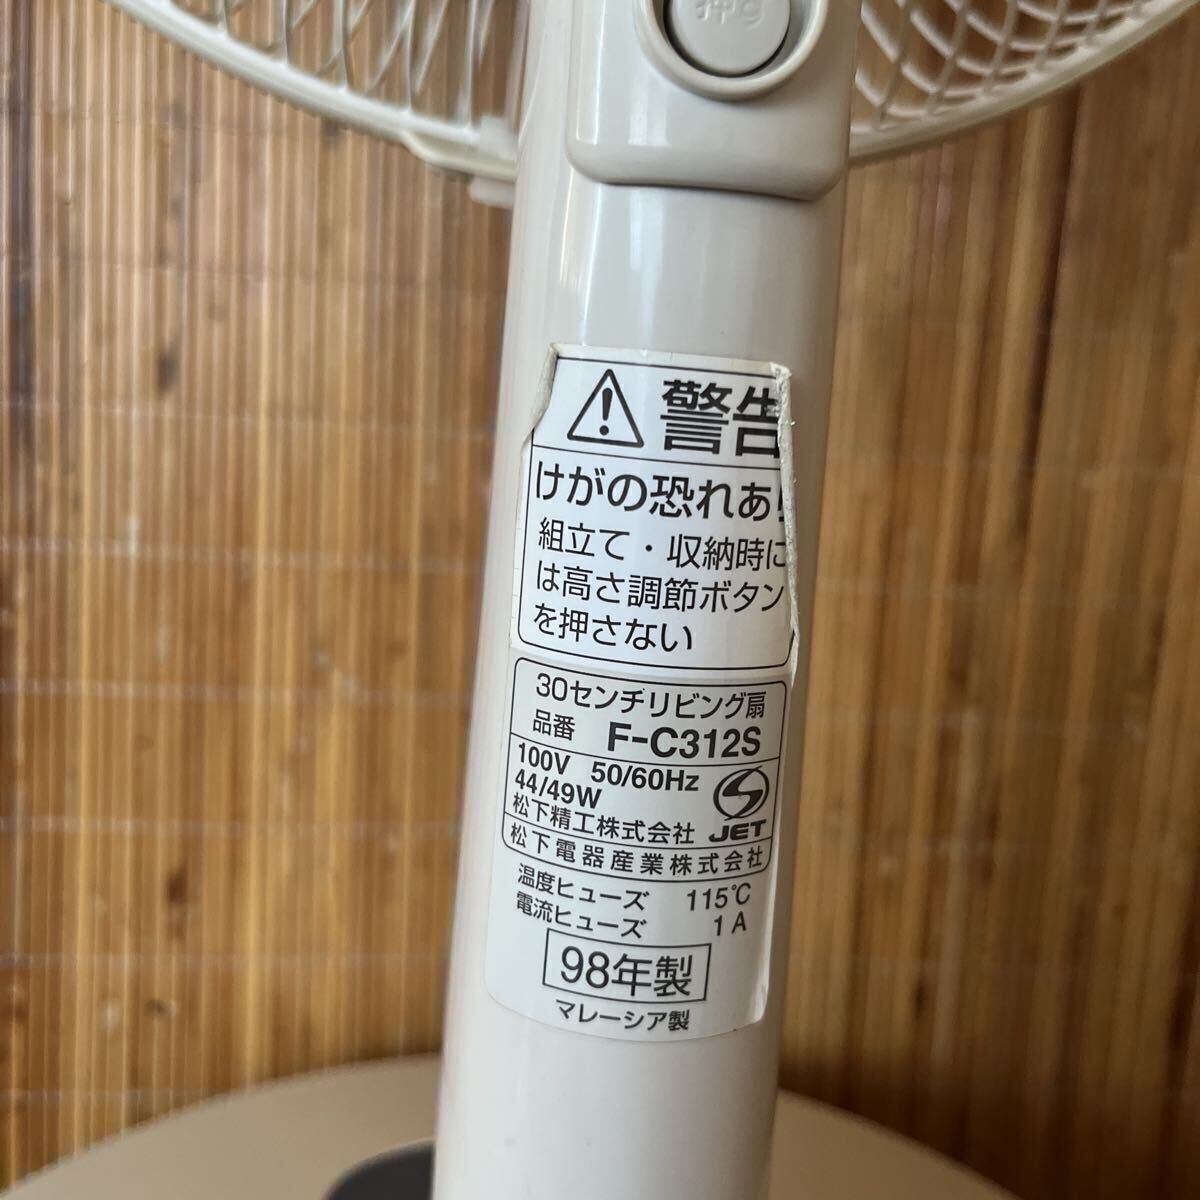 押す
警告
けがの恐れあり
組立て・収納時に
は高さ調節ボタン
を押さない
30センチリビング扇
品番 F-C312S
100V 50/60Hz
44/49W
松下精工株式会社
JET
松下電器産業株式会社
温度ヒューズ 115℃
電流ヒューズ 1A
98年製
マレーシア製